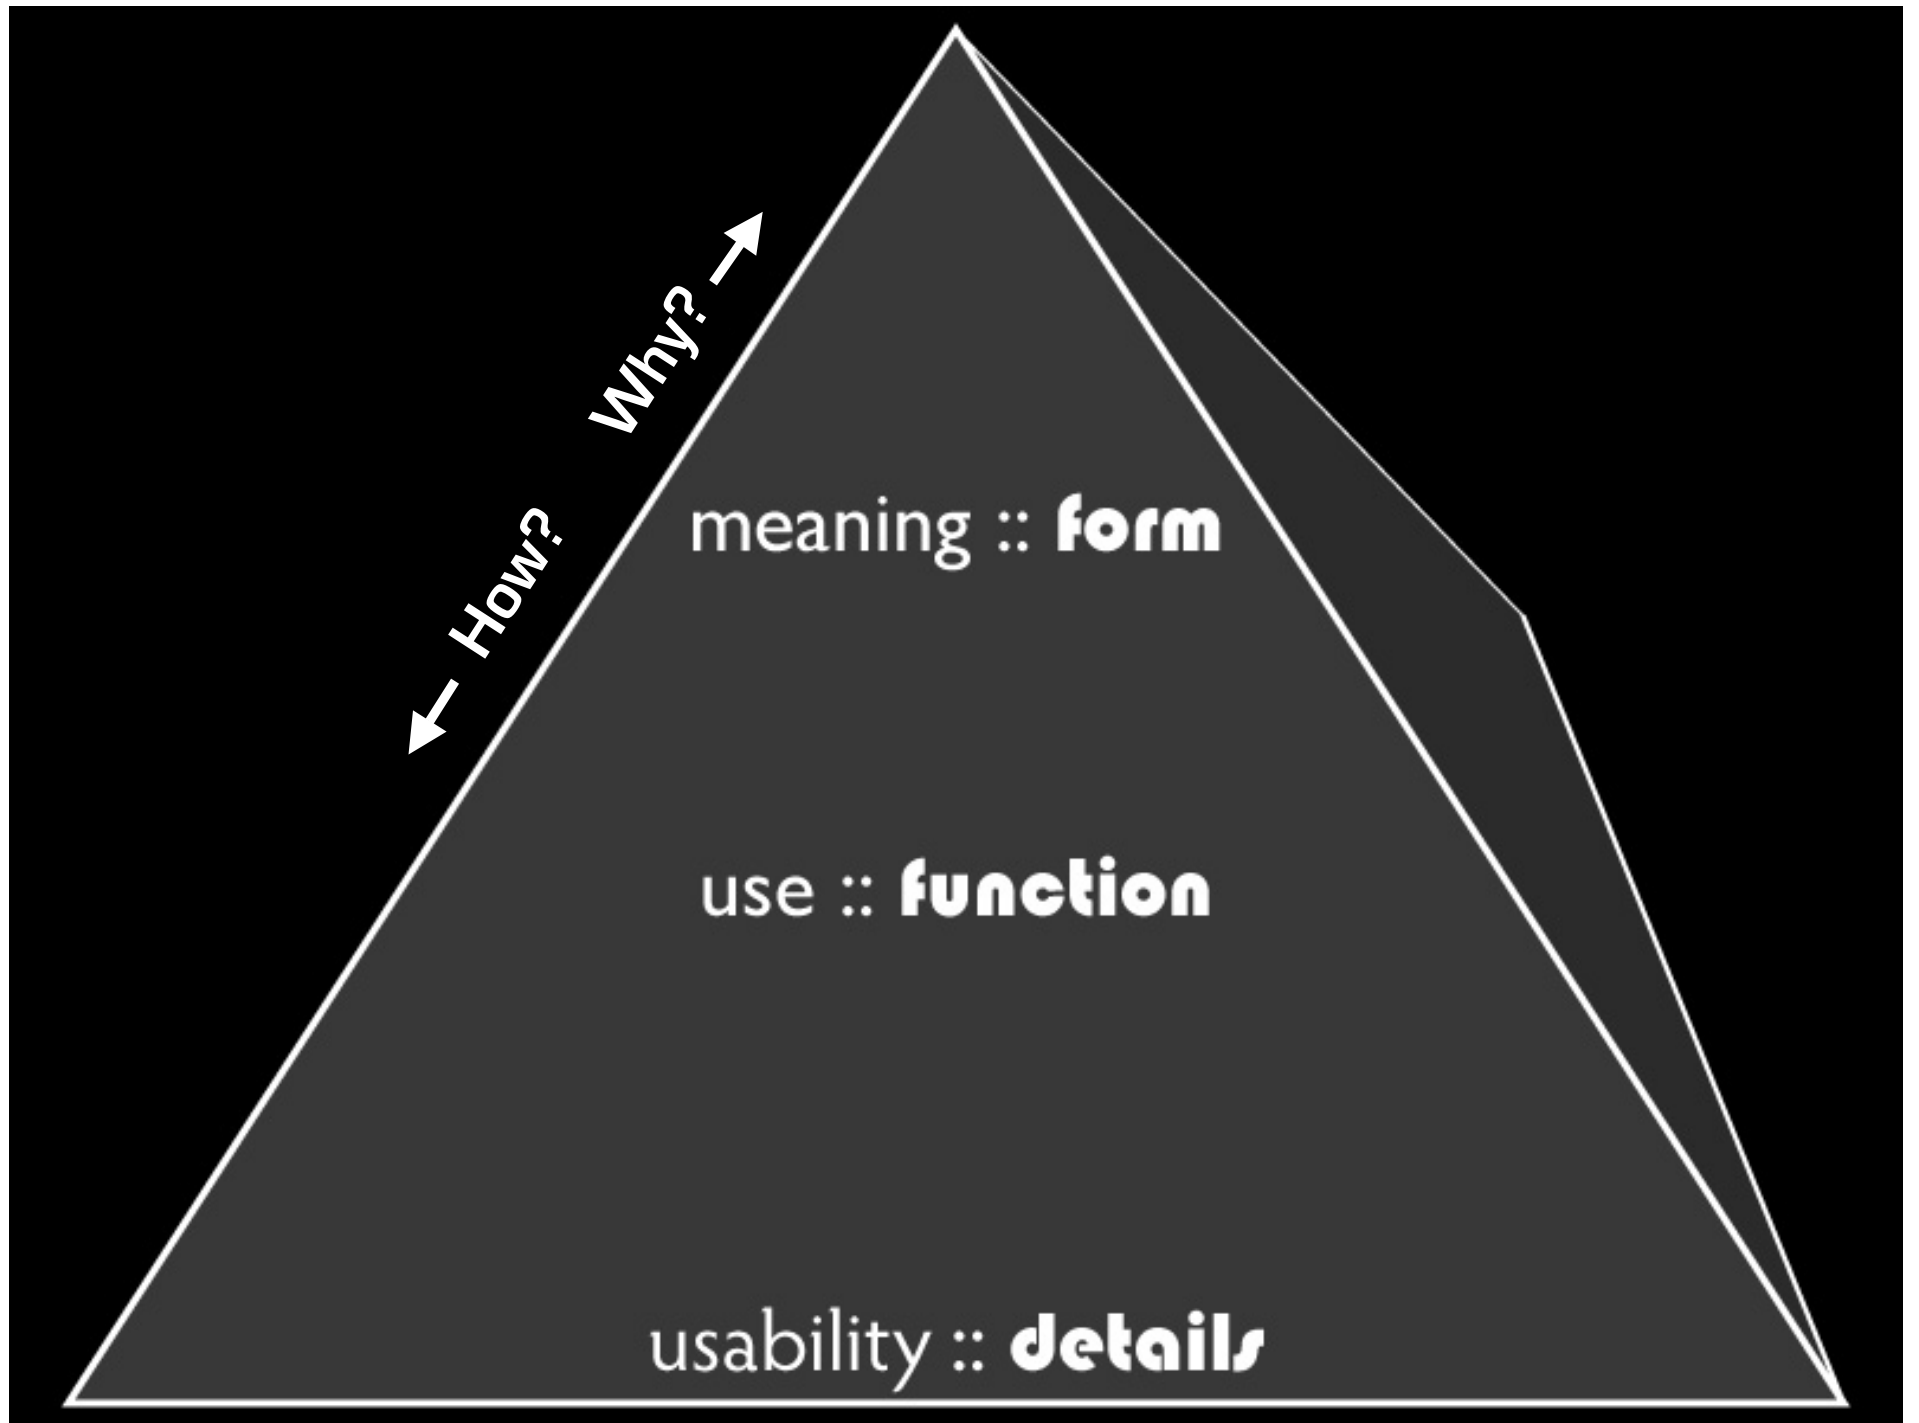 Why?
How?
meaning :: form
use :: function
usability :: details